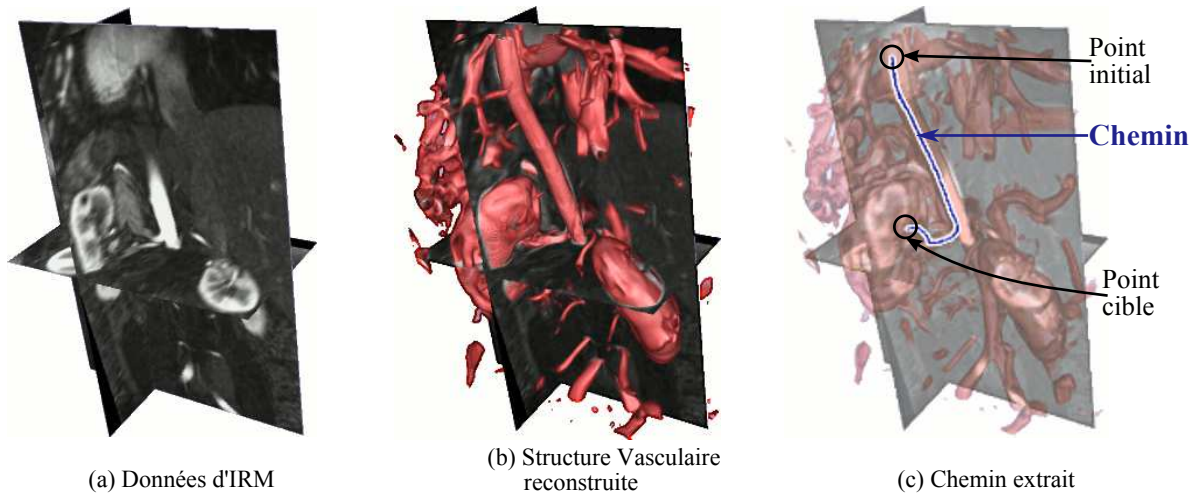 Point
initial
Chemin
Point
cible
(a) Données d'IRM
(b) Structure Vasculaire
reconstruite
(c) Chemin extrait